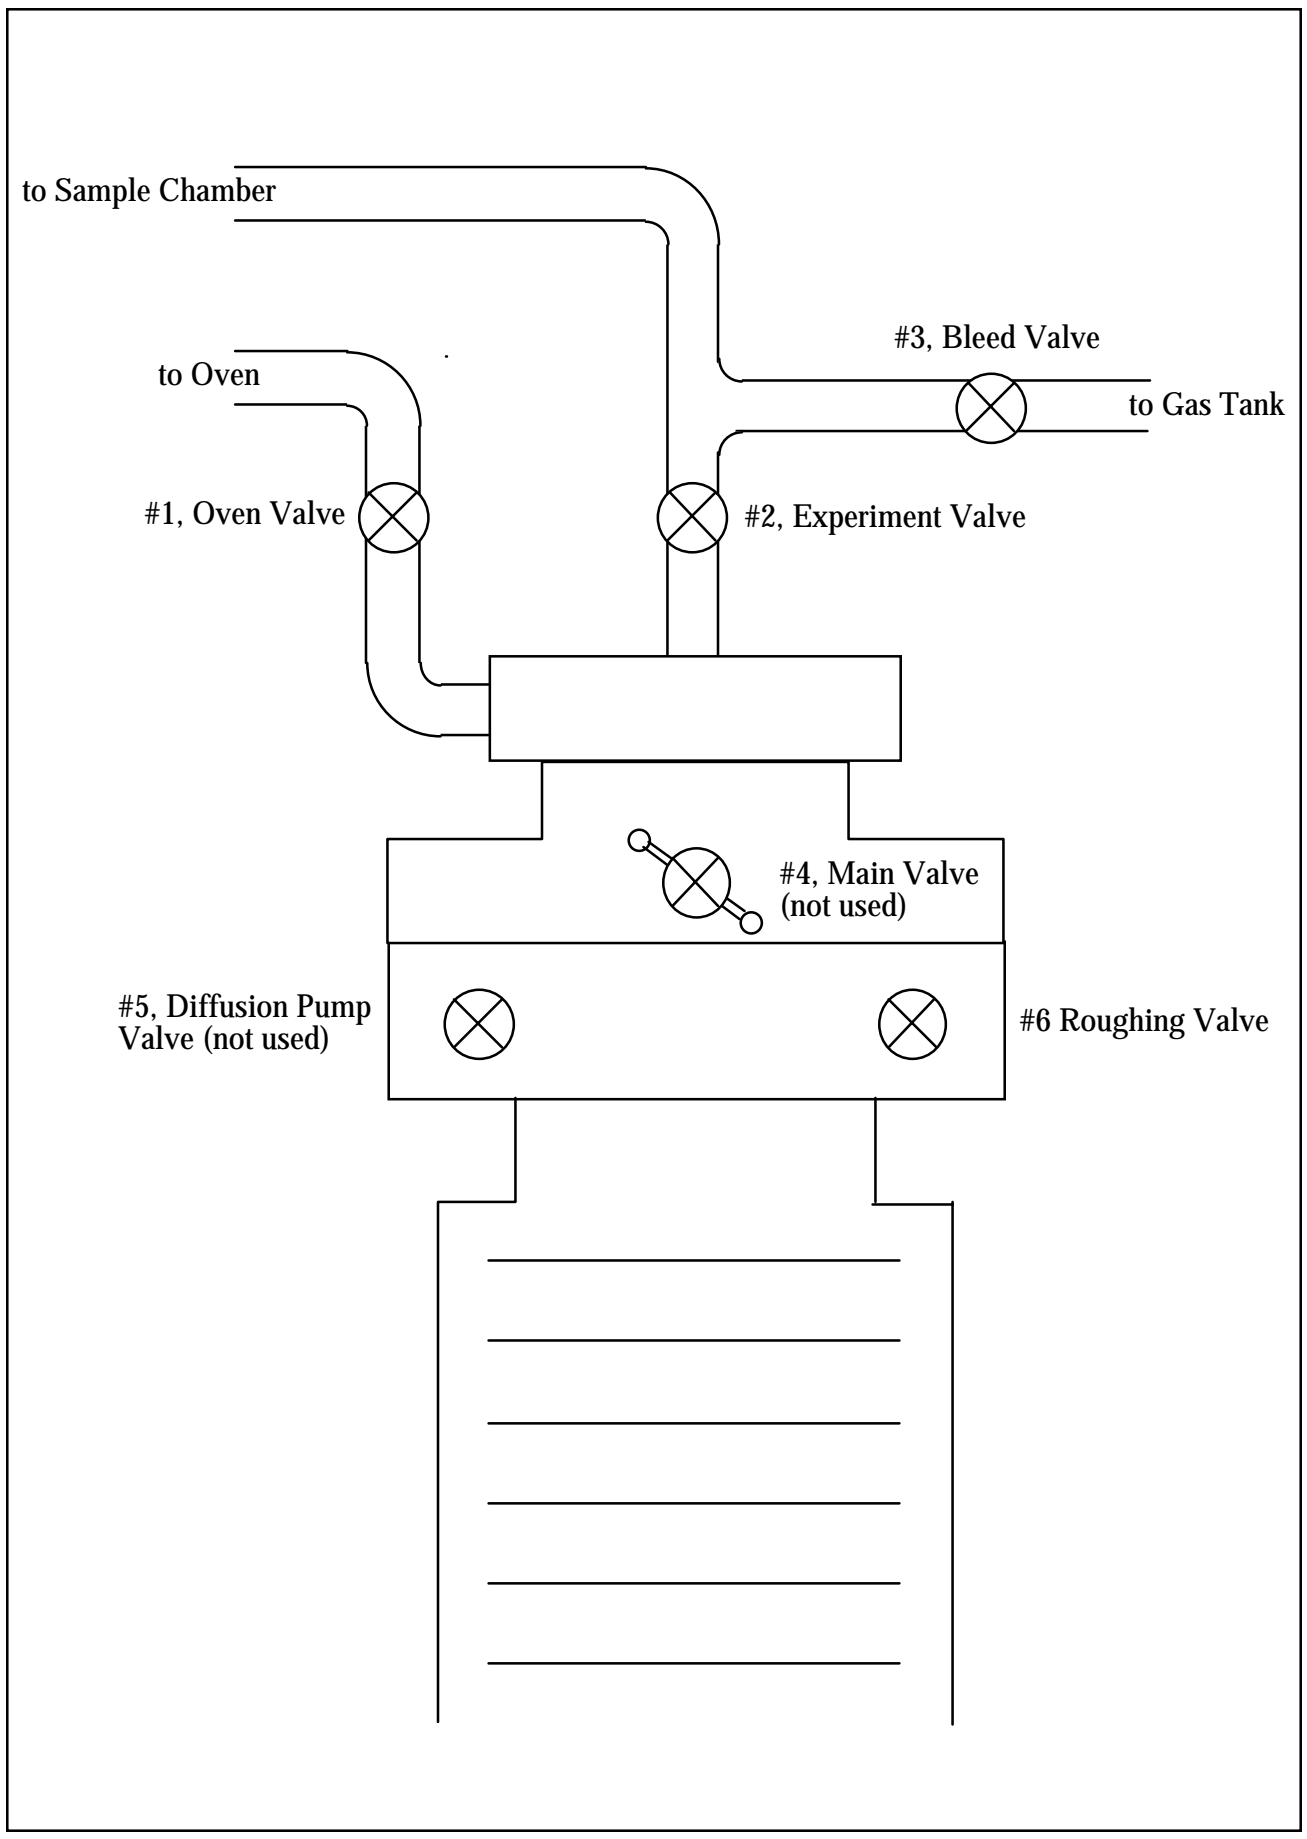 to Sample Chamber
#3, Bleed Valve
to Oven
to Gas Tank
#1, Oven Valve
#2, Experiment Valve
#4, Main Valve
(not used)
#5, Diffusion Pump
Valve (not used)
#6 Roughing Valve